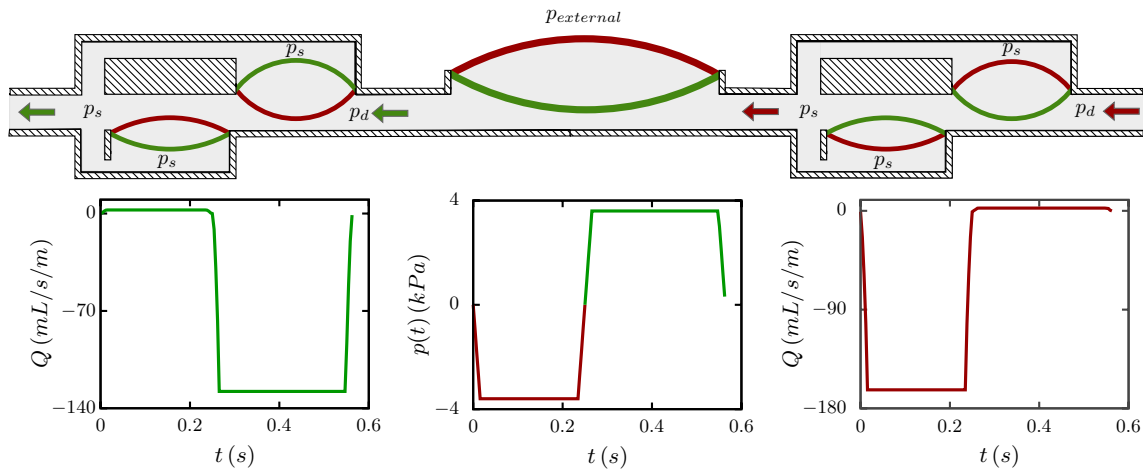 p_external
p_s
p_s
p_s
p_d
p_s
p_d
p_s
p_s
0
−70
−140
0
0.2
0.4
0.6
Q (mL/s/m)
t (s)
4
0
−4
0
0.2
0.4
0.6
p(t) (kPa)
t (s)
0
−90
−180
0
0.2
0.4
0.6
Q (mL/s/m)
t (s)